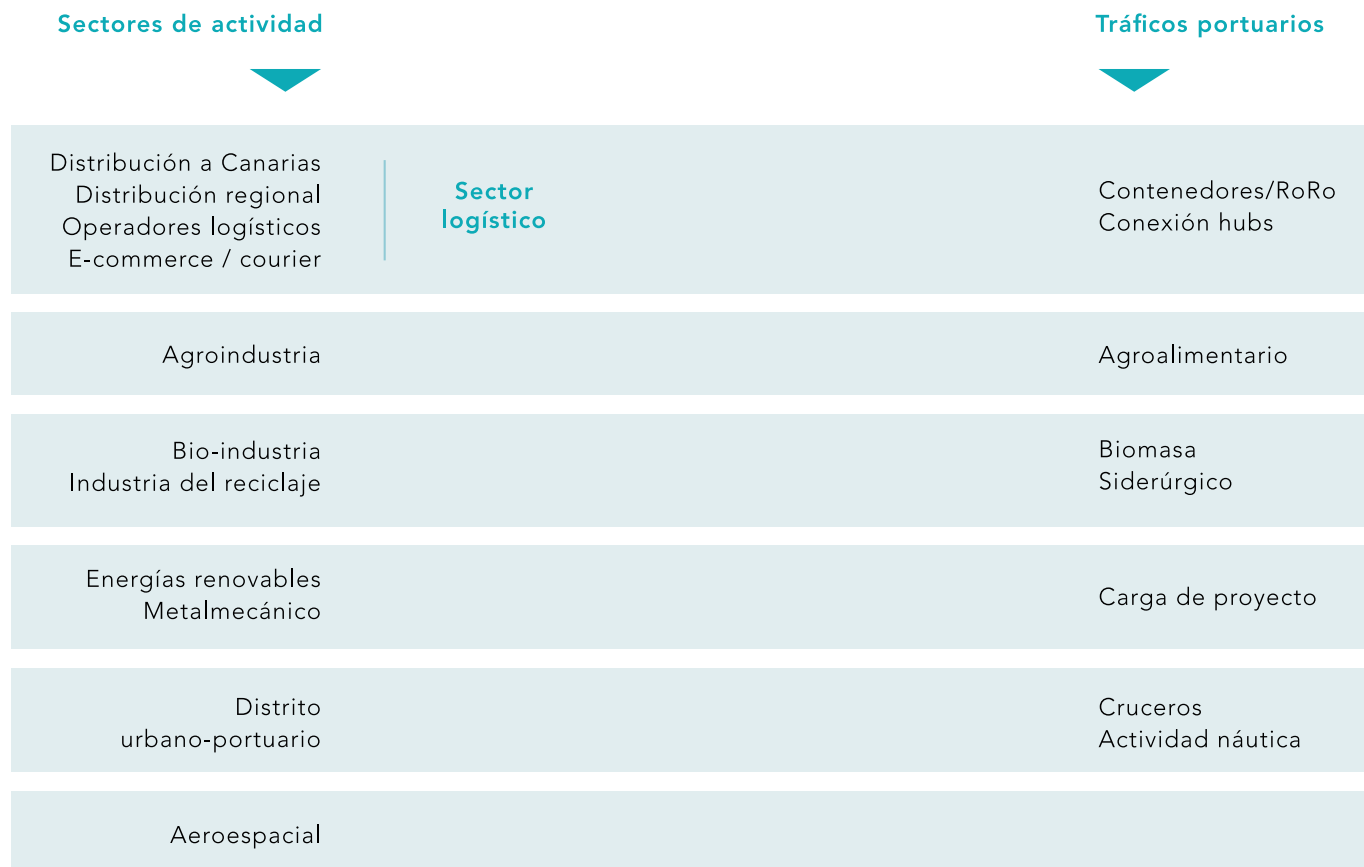 Sectores de actividad
Tráficos portuarios
Distribución a Canarias
Distribución regional
Operadores logísticos
E-commerce / courier
Sector
logístico
Contenedores/RoRo
Conexión hubs
Agroindustria
Agroalimentario
Bio-industria
Industria del reciclaje
Biomasa
Siderúrgico
Energías renovables
Metalmecánico
Carga de proyecto
Distrito
urbano-portuario
Cruceros
Actividad náutica
Aeroespacial